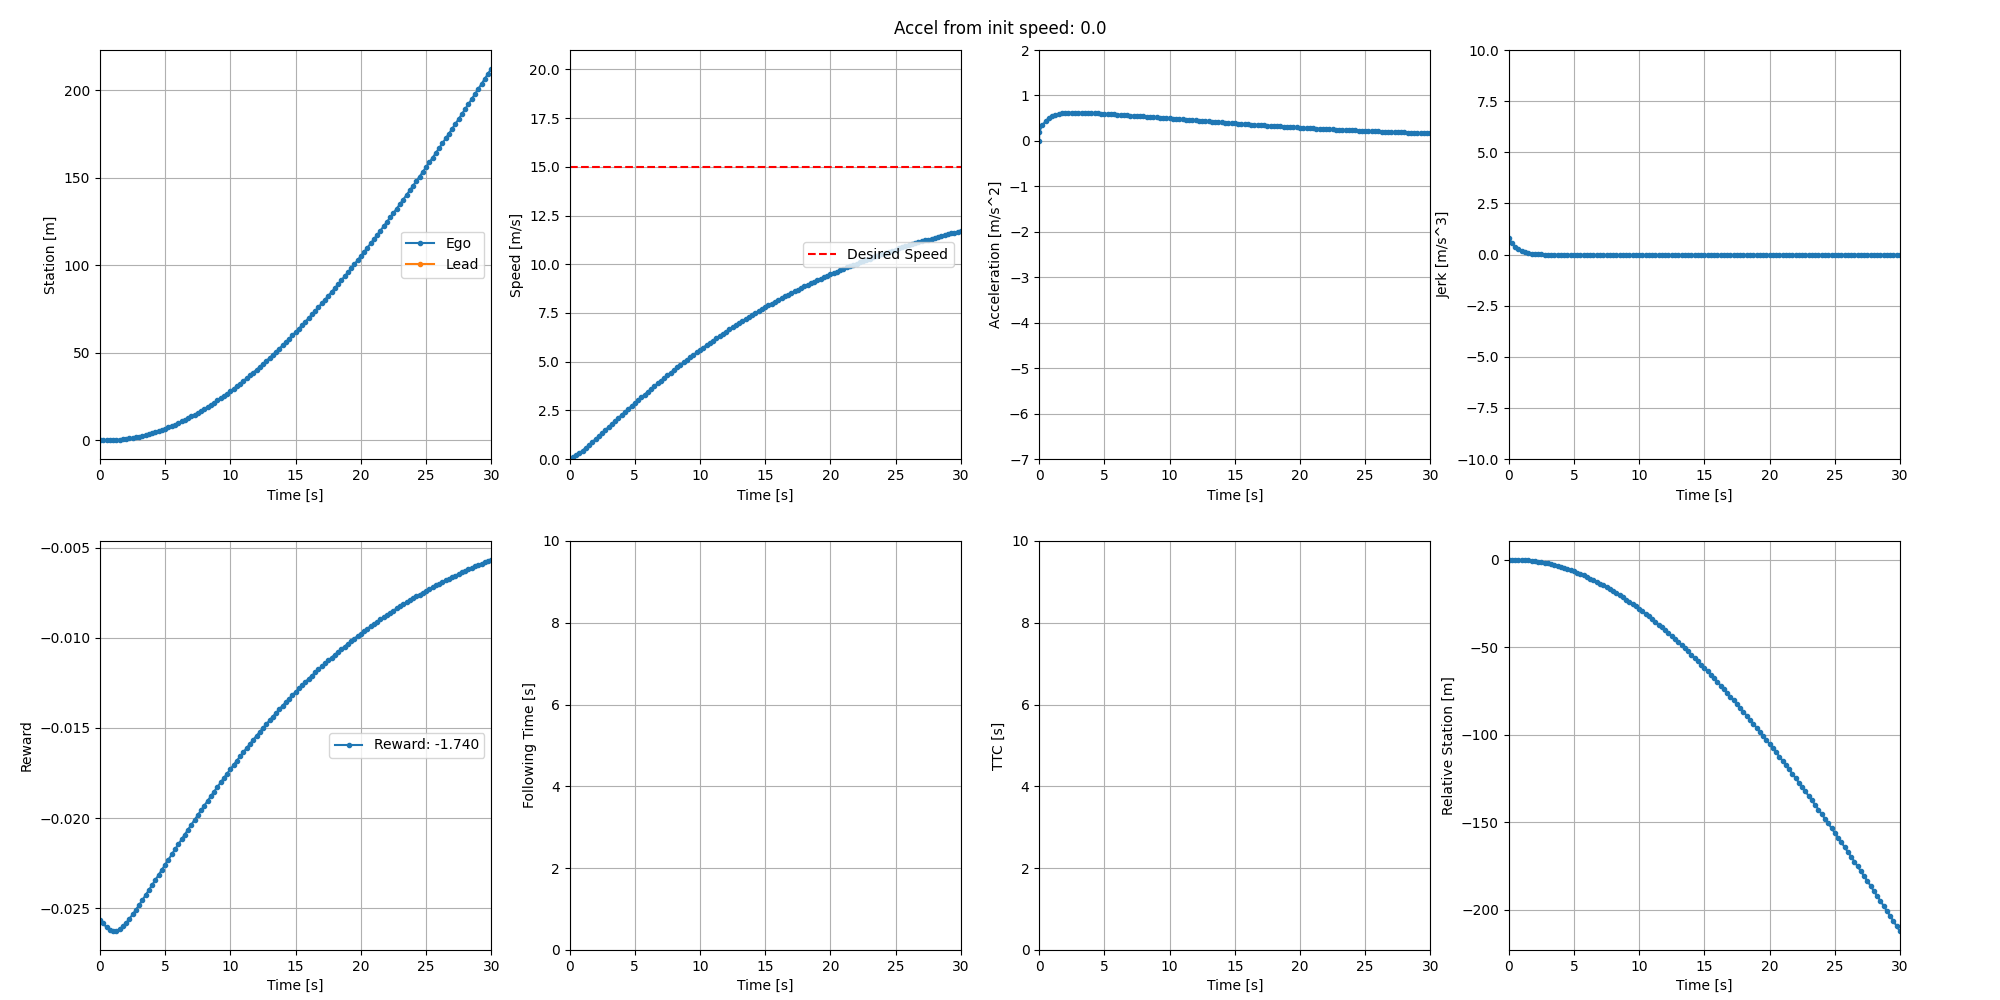 Accel from init speed: 0.0
Station [m]
200
150
100
50
0
0 5 10 15 20 25 30
Time [s]
Ego
Lead
Speed [m/s]
20.0
17.5
15.0
12.5
10.0
7.5
5.0
2.5
0.0
0 5 10 15 20 25 30
Time [s]
Desired Speed
Acceleration [m/s^2]
2
1
0
−1
−2
−3
−4
−5
−6
−7
0 5 10 15 20 25 30
Time [s]
Jerk [m/s^3]
10.0
7.5
5.0
2.5
0.0
−2.5
−5.0
−7.5
−10.0
0 5 10 15 20 25 30
Time [s]
Reward
−0.005
−0.010
−0.015
−0.020
−0.025
0 5 10 15 20 25 30
Time [s]
Reward: -1.740
Following Time [s]
10
8
6
4
2
0
0 5 10 15 20 25 30
Time [s]
TTC [s]
10
8
6
4
2
0
0 5 10 15 20 25 30
Time [s]
Relative Station [m]
0
−50
−100
−150
−200
0 5 10 15 20 25 30
Time [s]